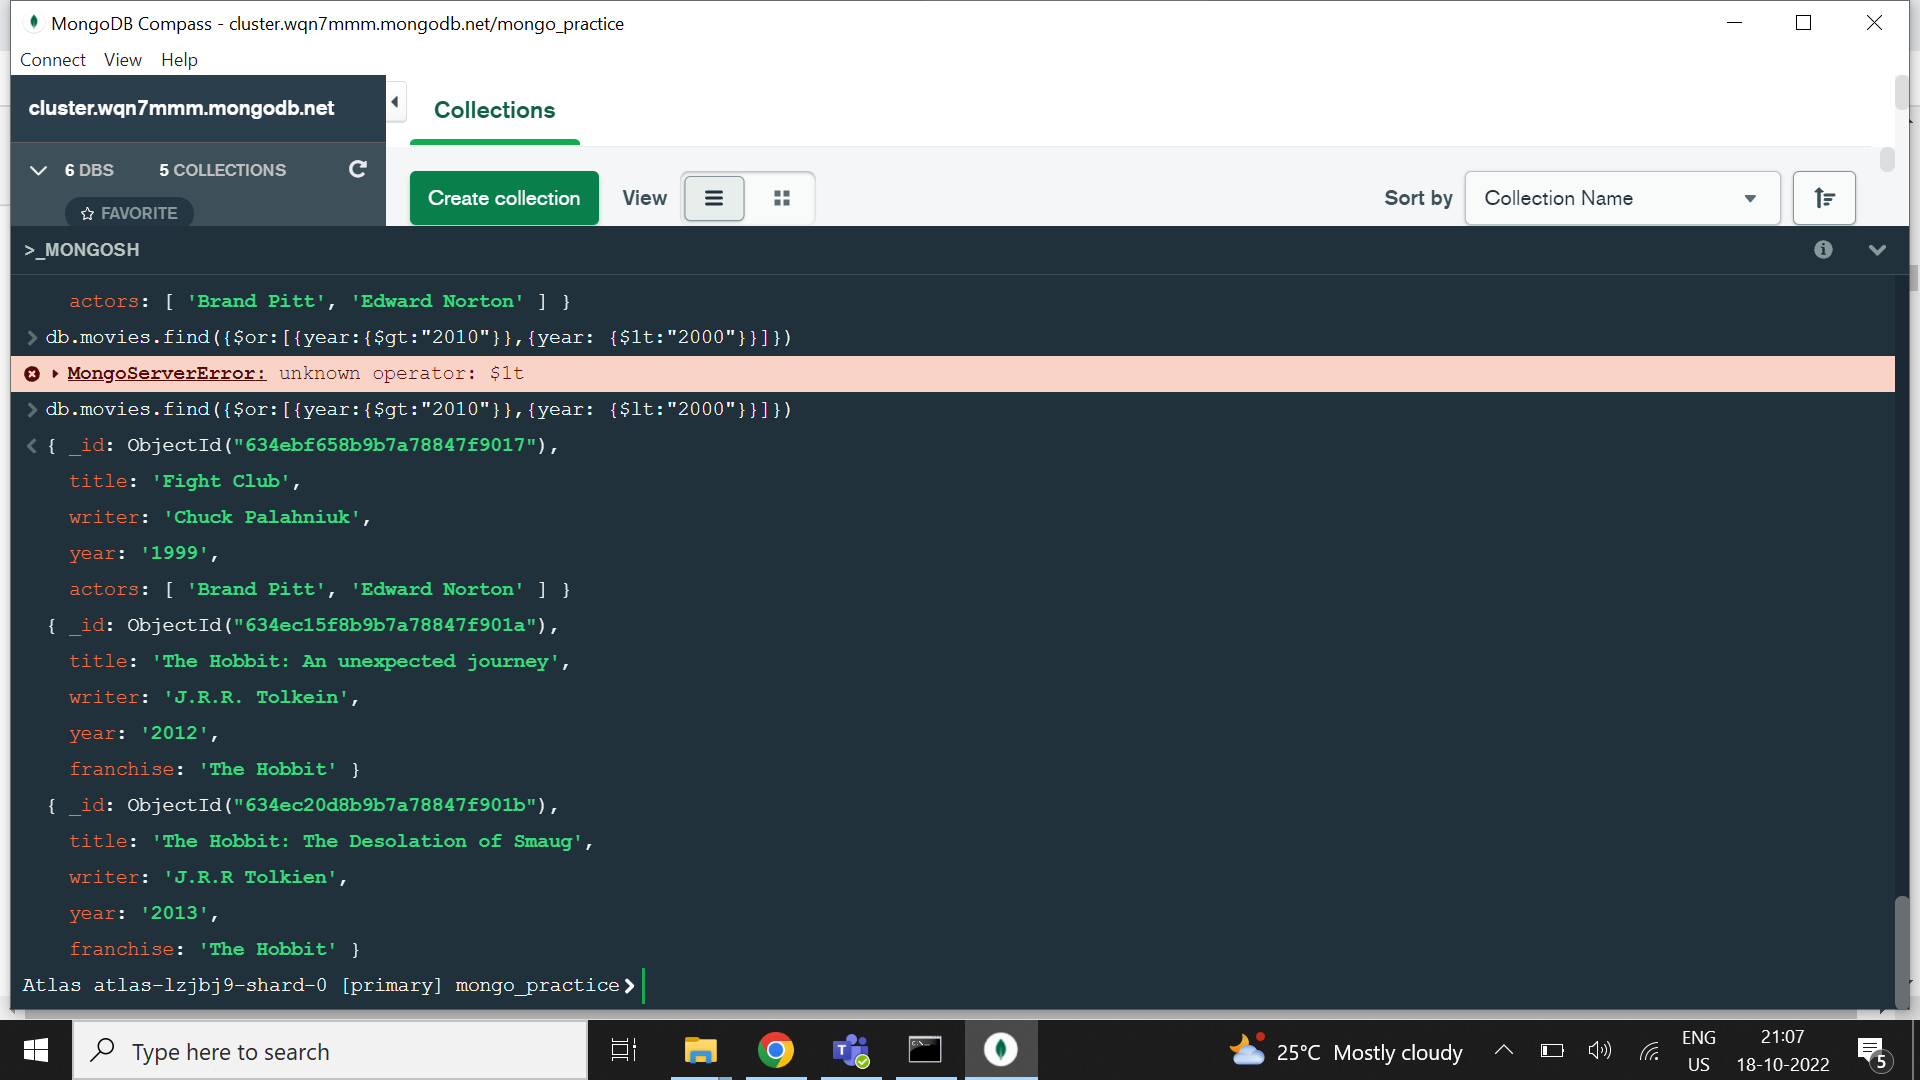 MongoDB Compass - cluster.wqn7mmm.mongodb.net/mongo_practice
Connect View Help
cluster.wqn7mmm.mongodb.net
Collections
6 DBS 5 COLLECTIONS
FAVORITE
Create collection View Sort by Collection Name
>_MONGOSH
actors: [ 'Brand Pitt', 'Edward Norton' ] }
db.movies.find({$or:[{year:{$gt:"2010"}},{year: {$1t:"2000"}}]})
MongoServerError: unknown operator: $1t
db.movies.find({$or:[{year:{$gt:"2010"}},{year: {$lt:"2000"}}]})
{ _id: ObjectId("634ebf658b9b7a78847f9017"),
title: 'Fight Club',
writer: 'Chuck Palahniuk',
year: '1999',
actors: [ 'Brand Pitt', 'Edward Norton' ] }
{ _id: ObjectId("634ec15f8b9b7a78847f901a"),
title: 'The Hobbit: An unexpected journey',
writer: 'J.R.R. Tolkein',
year: '2012',
franchise: 'The Hobbit' }
{ _id: ObjectId("634ec20d8b9b7a78847f901b"),
title: 'The Hobbit: The Desolation of Smaug',
writer: 'J.R.R Tolkien',
year: '2013',
franchise: 'The Hobbit' }
Atlas atlas-lzjbj9-shard-0 [primary] mongo_practice>
Type here to search 25°C Mostly cloudy ENG US 21:07 18-10-2022 5